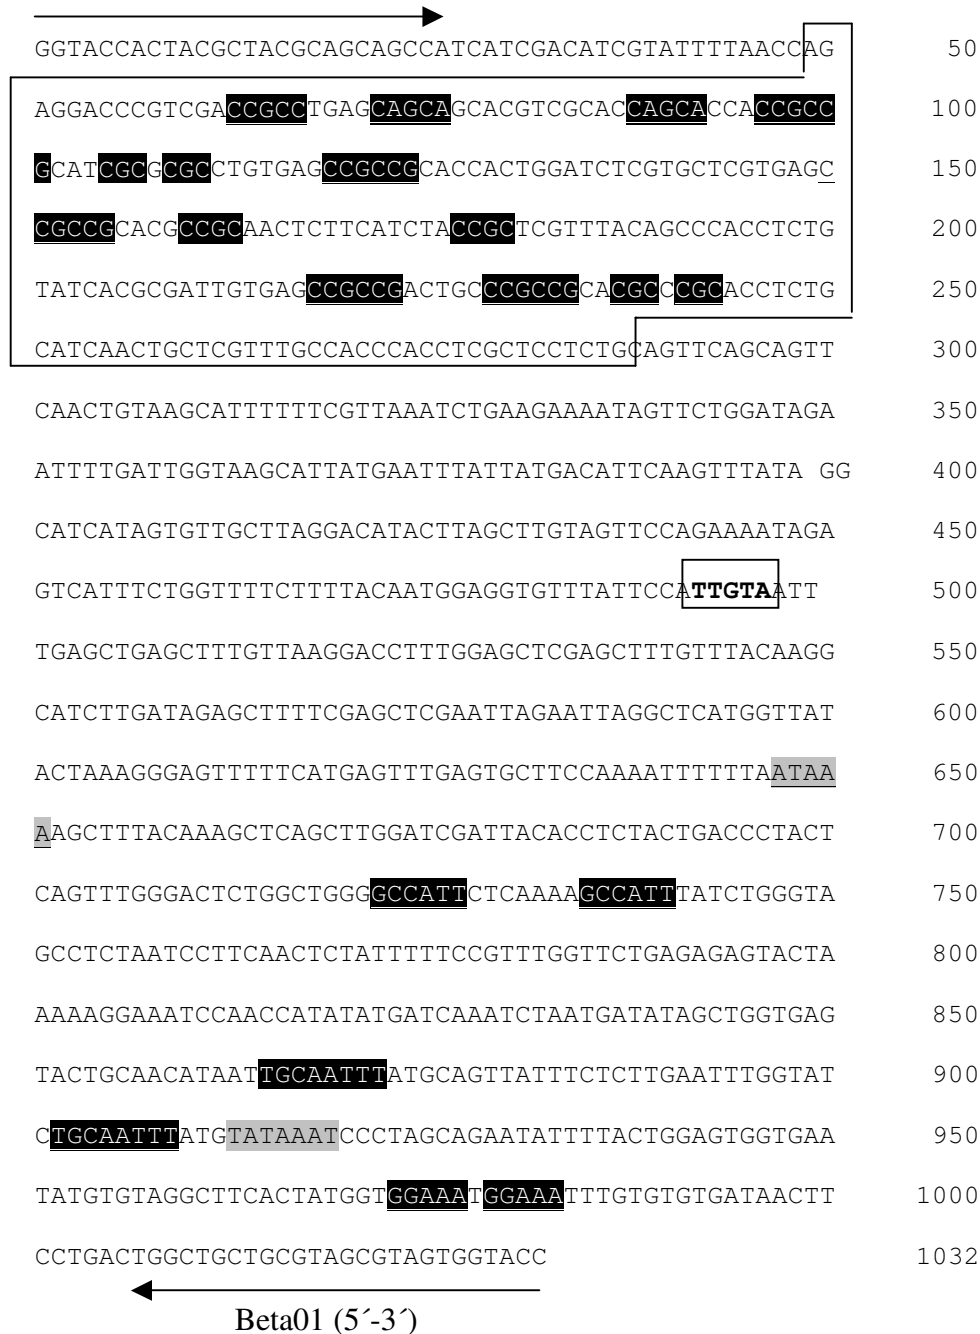 GGTACCACTACGCTACGCAGCAGCCATCATCGACATCGTATTTTAACCAG 50
AGGACCCGTCGACCGCCTGAGCAGCAGCACGTCGCACCAGCACCACCGCC 100
GCATCGCGCGCCTGTGAGCCGCCGCACCACTGGATCTCGTGCTCGTGAGC 150
CGCCGCACGCCGCAACTCTTCATCTACCGCTCGTTTACAGCCCACCTCTG 200
TATCACGCGATTGTGAGCCGCCGACTGCCCGCCGCACGCCCGCACCTCTG 250
CATCAACTGCTCGTTTGCCACCCACCTCGCTCCTCTGCAGTTCAGCAGTT 300
CAACTGTAAGCATTTTTTCGTTAAATCTGAAGAAAATAGTTCTGGATAGA 350
ATTTTGATTGGTAAGCATTATGAATTTATTATGACATTCAAGTTTATA GG 400
CATCATAGTGTTGCTTAGGACATACTTAGCTTGTAGTTCCAGAAAATAGA 450
GTCATTTCTGGTTTTCTTTTACAATGGAGGTGTTTATTCCATTGTAATT 500
TGAGCTGAGCTTTGTTAAGGACCTTTGGAGCTCGAGCTTTGTTTACAAGG 550
CATCTTGATAGAGCTTTTCGAGCTCGAATTAGAATTAGGCTCATGGTTAT 600
ACTAAAGGGAGTTTTTCATGAGTTTGAGTGCTTCCAAAATTTTTTAATAA 650
AAGCTTTACAAAGCTCAGCTTGGATCGATTACACCTCTACTGACCCTACT 700
CAGTTTGGGACTCTGGCTGGGGCCATTCTCAAAAGCCATTTATCTGGGTA 750
GCCTCTAATCCTTCAACTCTATTTTTCCGTTTGGTTCTGAGAGAGTACTA 800
AAAAGGAAATCCAACCATATATGATCAAATCTAATGATATAGCTGGTGAG 850
TACTGCAACATAATTGCAATTTATGCAGTTATTTCTCTTGAATTTGGTAT 900
CTGCAATTTATGTATAAATCCCTAGCAGAATATTTTACTGGAGTGGTGAA 950
TATGTGTAGGCTTCACTATGGTGGAAATGGAAATTTGTGTGTGATAACTT 1000
CCTGACTGGCTGCTGCGTAGCGTAGTGGTACC 1032
Beta01 (5´-3´)